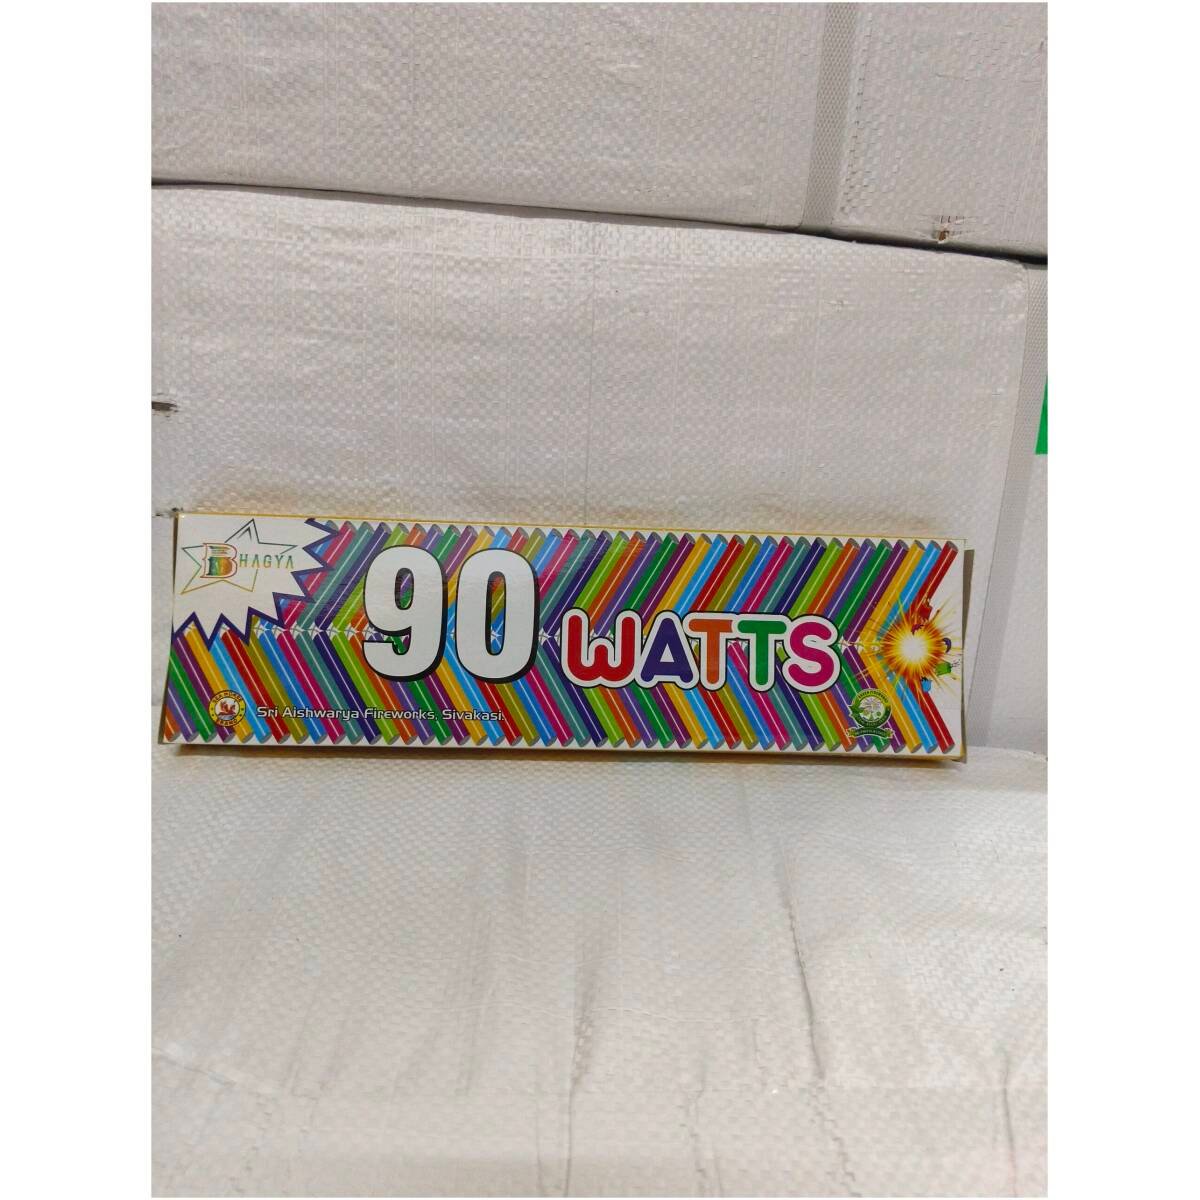 BHAGYA
90 WATTS
Sri Aishwarya Fireworks. Sivakasi.